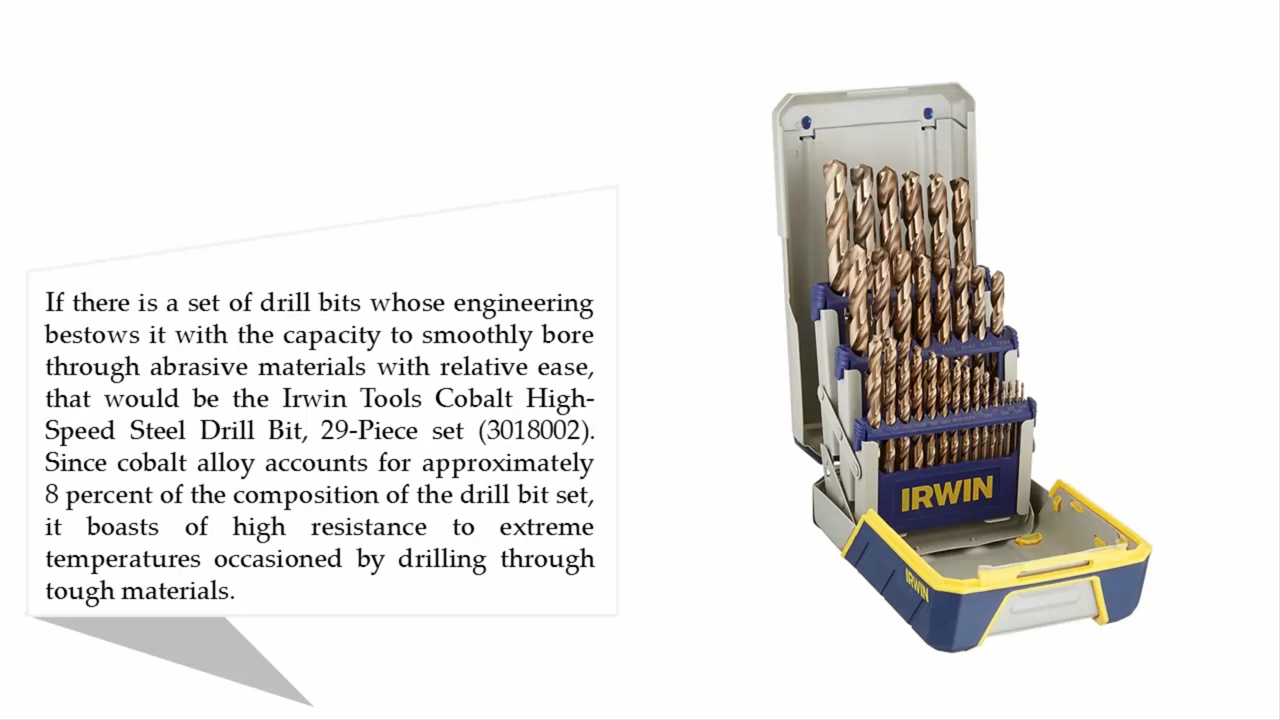 If there is a set of drill bits whose engineering
bestows it with the capacity to smoothly bore
through abrasive materials with relative ease,
that would be the Irwin Tools Cobalt High-
Speed Steel Drill Bit, 29-Piece set (3018002).
Since cobalt alloy accounts for approximately
8 percent of the composition of the drill bit set,
it boasts of high resistance to extreme
temperatures occasioned by drilling through
tough materials.
IRWIN
IRWIN